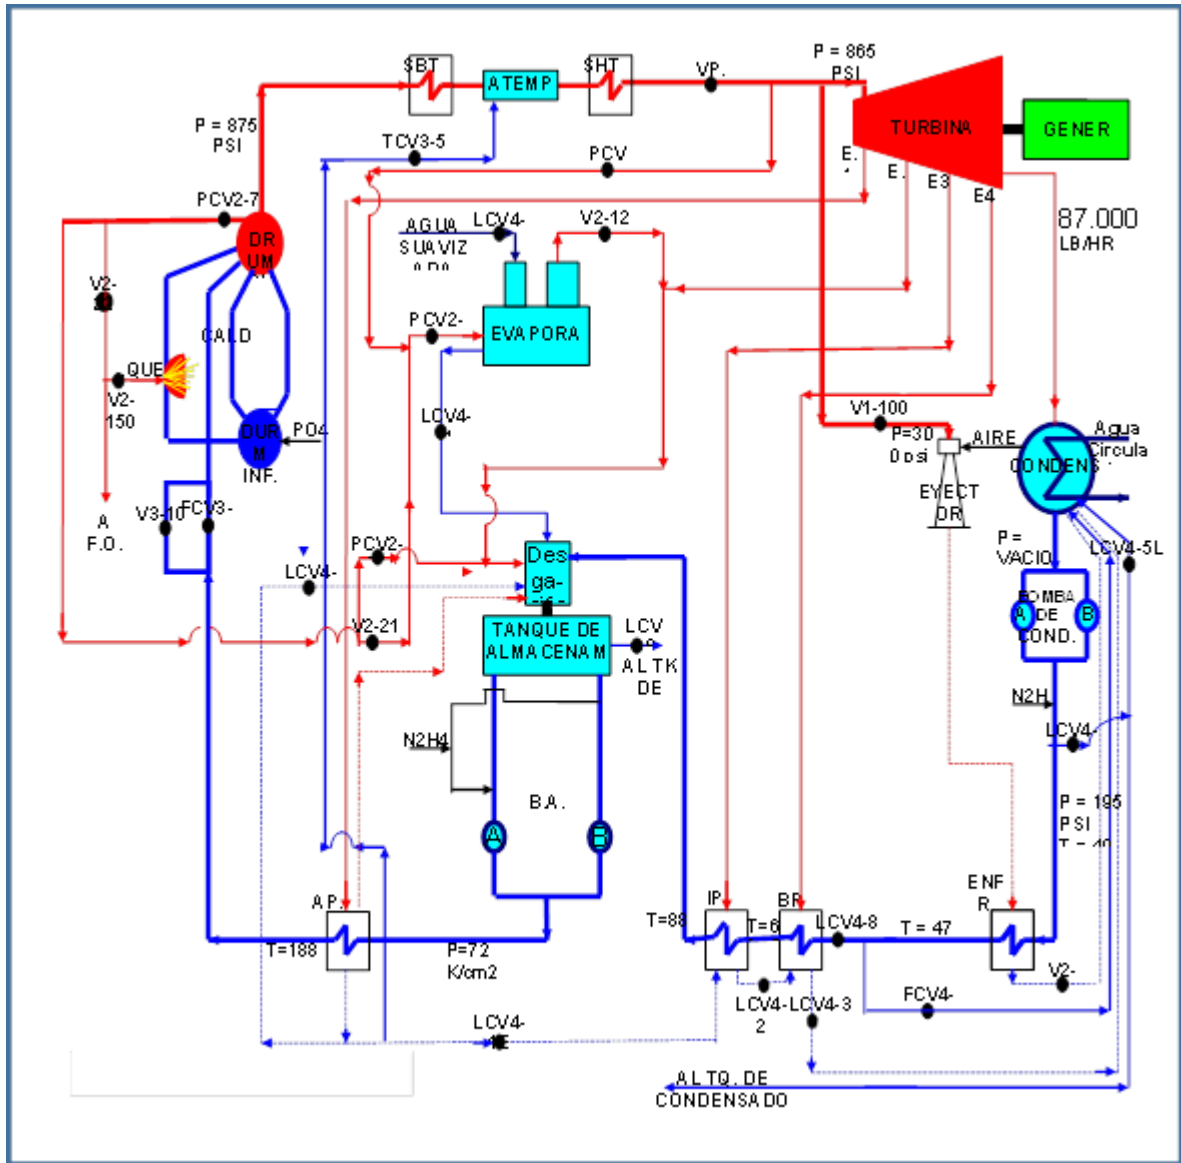 SBT
ATEMP
SHT
VP.
P = 865
PSI
TURBINA
GENER
P = 875
PSI
TCV3-5
PCV
E.
E.
E3
E4
PCV2-7
87.000
LB/HR
DR
UM
LCV4-
AGUA
SUAVIZ
V2-12
V2-
CALD
PCV2-
EVAPORA
QUE
V2-
150
LCV4-
V1-100
P=30
0 psi
AIRE
Agua
Circula
CONDENS
PO4
DUR
M
INF.
EYECT
OR
V3-10
FCV3-
A
F.O.
PCV2-
Des
ga-
P=
VACIO
LCV4-5L
LCV4-
BOMBA
DE
COND.
A
B
V2-21
TANQUE DE
ALMACENAM
LCV
AL TK
DE
N2H
LCV4-
N2H4
B.A.
P = 195
PSI
A
B
AP.
IP.
BP.
ENF
R.
T=188
P=72
K/cm2
T=88
T=6
LCV4-8
T = 47
V2-
LCV4-
2
LCV4-3
FCV4-
LCV4-
AL TQ. DE
CONDENSADO